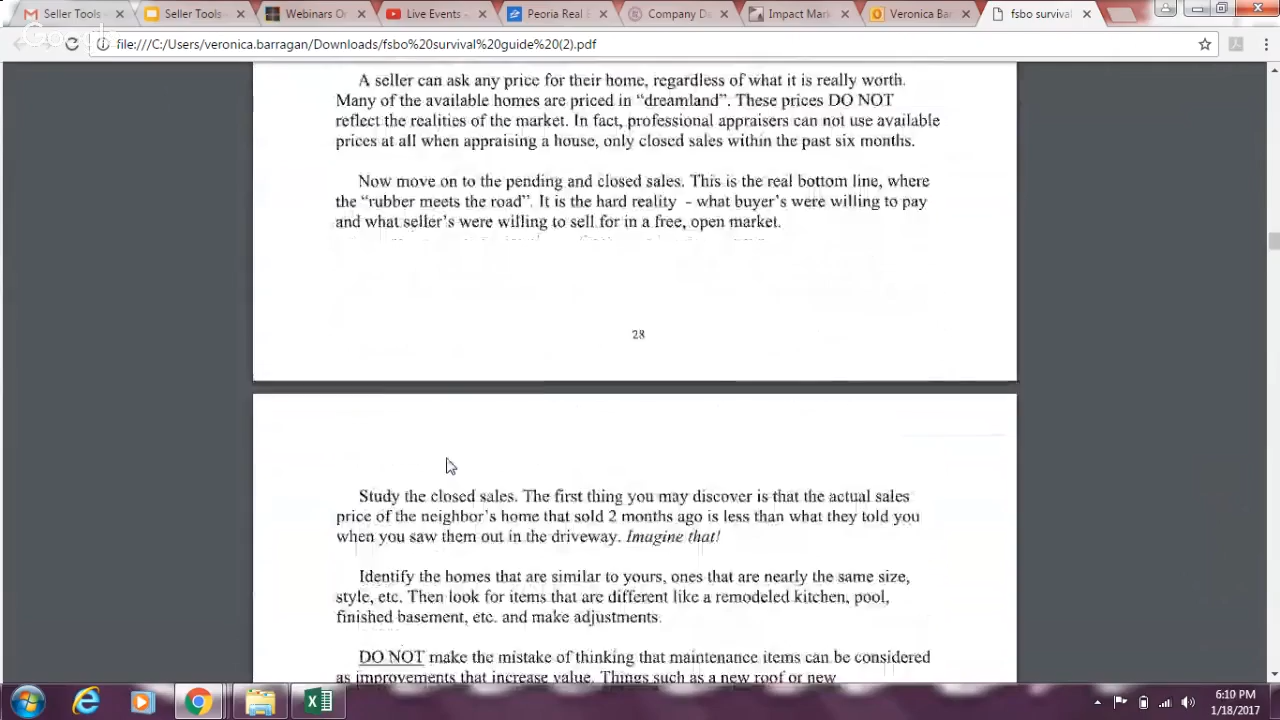 Seller Tools
Seller Tools -
Webinars O
Live Events -
Peoria Real E
Company D
Impact Mark
Veronica Ba
fsbo survival
file:///C:/Users/veronica.barragan/Downloads/fsbo%20survival%20guide%20(2).pdf
A seller can ask any price for their home, regardless of what it is really worth.
Many of the available homes are priced in “dreamland”. These prices DO NOT
reflect the realities of the market. In fact, professional appraisers can not use available
prices at all when appraising a house, only closed sales within the past six months.
Now move on to the pending and closed sales. This is the real bottom line, where
the “rubber meets the road”. It is the hard reality - what buyer’s were willing to pay
and what seller’s were willing to sell for in a free, open market.
28
Study the closed sales. The first thing you may discover is that the actual sales
price of the neighbor’s home that sold 2 months ago is less than what they told you
when you saw them out in the driveway. Imagine that!
Identify the homes that are similar to yours, ones that are nearly the same size,
style, etc. Then look for items that are different like a remodeled kitchen, pool,
finished basement, etc. and make adjustments.
DO NOT make the mistake of thinking that maintenance items can be considered
as improvements that increase value. Things such as a new roof or new
6:10 PM
1/18/2017